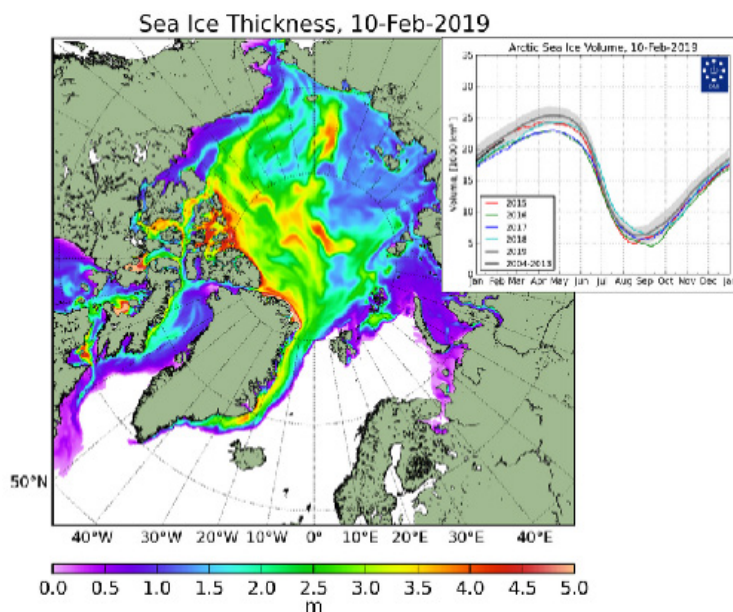 Sea Ice Thickness, 10-Feb-2019
Arctic Sea Ice Volume, 10-Feb-2019
35
30
25
20
15
10
5
0
Volume, [1000 km³]
2015
2016
2017
2018
2019
2004-2013
Jan Feb Mar Apr May Jun Jul Aug Sep Oct Nov Dec Jan
50°N
40°W 30°W 20°W 10°W 0° 10°E 20°E 30°E 40°E
0.0 0.5 1.0 1.5 2.0 2.5 3.0 3.5 4.0 4.5 5.0
m